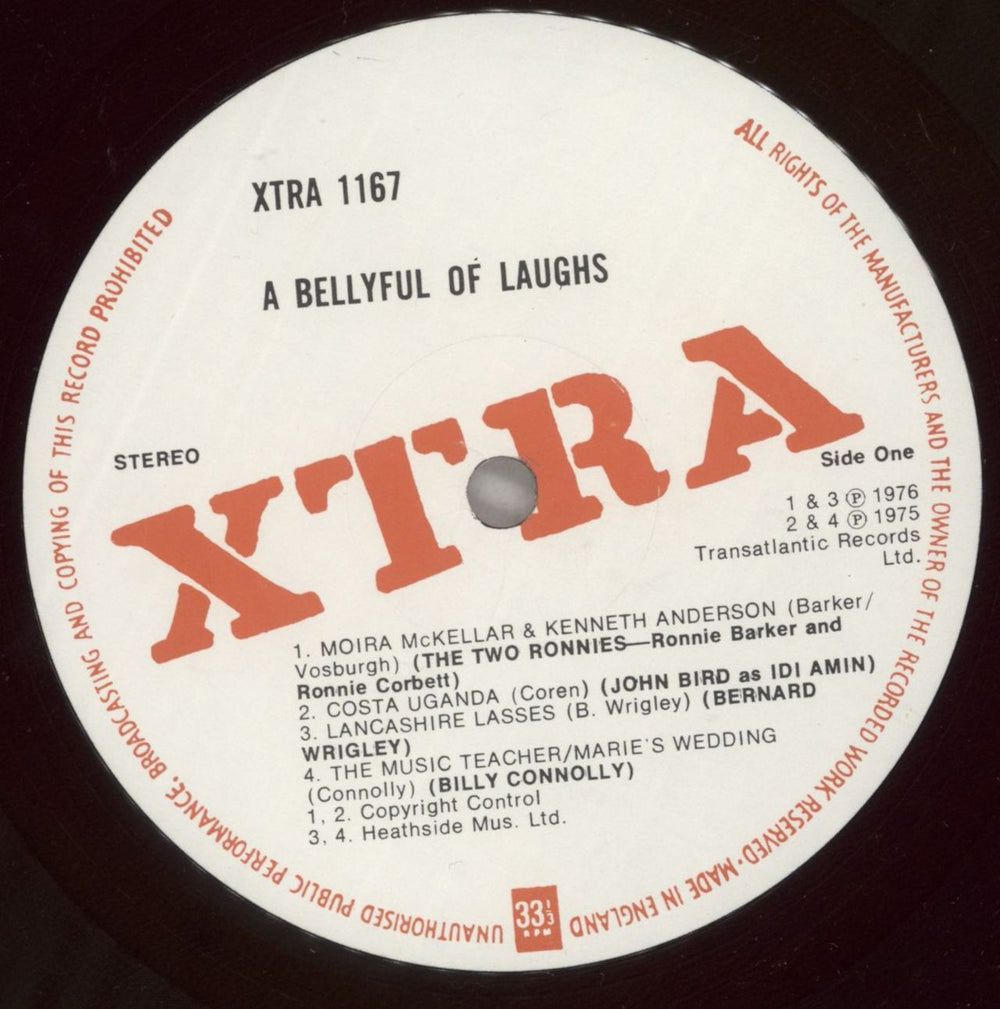 XTRA 1167
A BELLYFUL OF LAUGHS
XTRA
STEREO
Side One
1 & 3 Ⓟ 1976
2 & 4 Ⓟ 1975
Transatlantic Records
Ltd.
1. MOIRA McKELLAR & KENNETH ANDERSON (Barker/
Vosburgh) (THE TWO RONNIES—Ronnie Barker and
Ronnie Corbett)
2. COSTA UGANDA (Coren) (JOHN BIRD as IDI AMIN)
3. LANCASHIRE LASSES (B. Wrigley) (BERNARD
WRIGLEY)
4. THE MUSIC TEACHER/MARIE'S WEDDING
(Connolly) (BILLY CONNOLLY)
1, 2. Copyright Control
3, 4. Heathside Mus. Ltd.
33 1/3
RPM
ALL RIGHTS OF THE MANUFACTURERS AND THE OWNER OF THE RECORDED WORK RESERVED · MADE IN ENGLAND
UNAUTHORISED PUBLIC PERFORMANCE, BROADCASTING AND COPYING OF THIS RECORD PROHIBITED